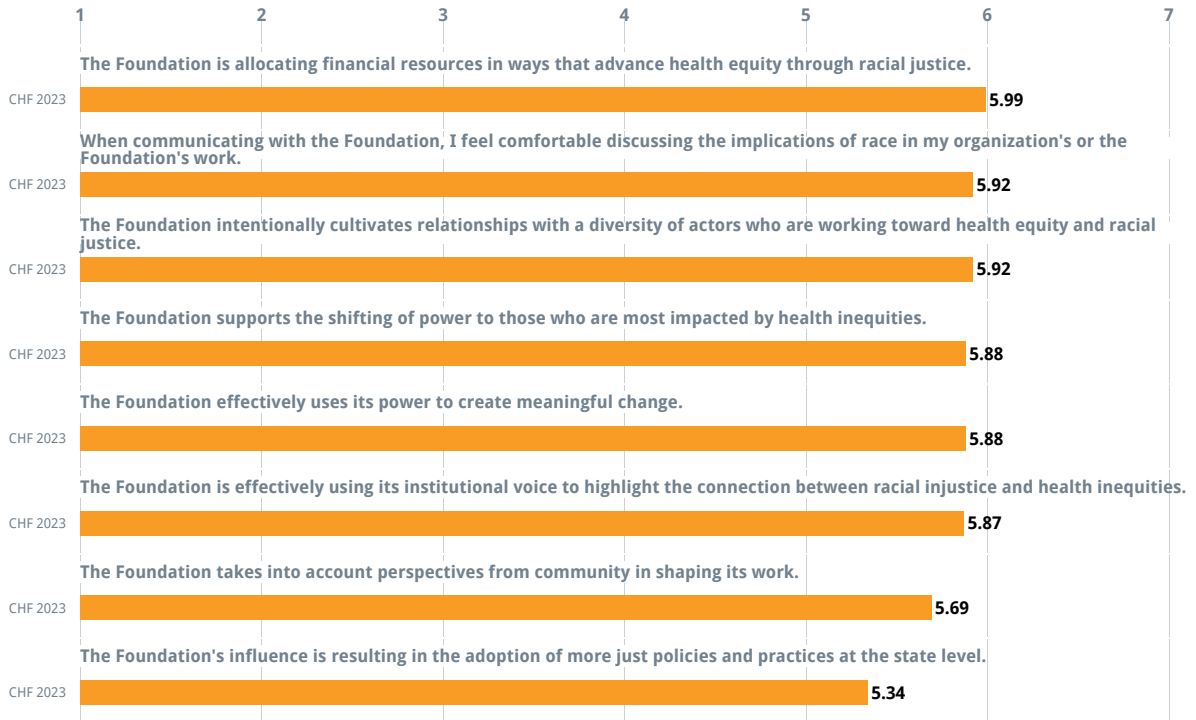 1 2 3 4 5 6 7
The Foundation is allocating financial resources in ways that advance health equity through racial justice.
CHF 2023 5.99
When communicating with the Foundation, I feel comfortable discussing the implications of race in my organization's or the
Foundation's work.
CHF 2023 5.92
The Foundation intentionally cultivates relationships with a diversity of actors who are working toward health equity and racial
justice.
CHF 2023 5.92
The Foundation supports the shifting of power to those who are most impacted by health inequities.
CHF 2023 5.88
The Foundation effectively uses its power to create meaningful change.
CHF 2023 5.88
The Foundation is effectively using its institutional voice to highlight the connection between racial injustice and health inequities.
CHF 2023 5.87
The Foundation takes into account perspectives from community in shaping its work.
CHF 2023 5.69
The Foundation's influence is resulting in the adoption of more just policies and practices at the state level.
CHF 2023 5.34